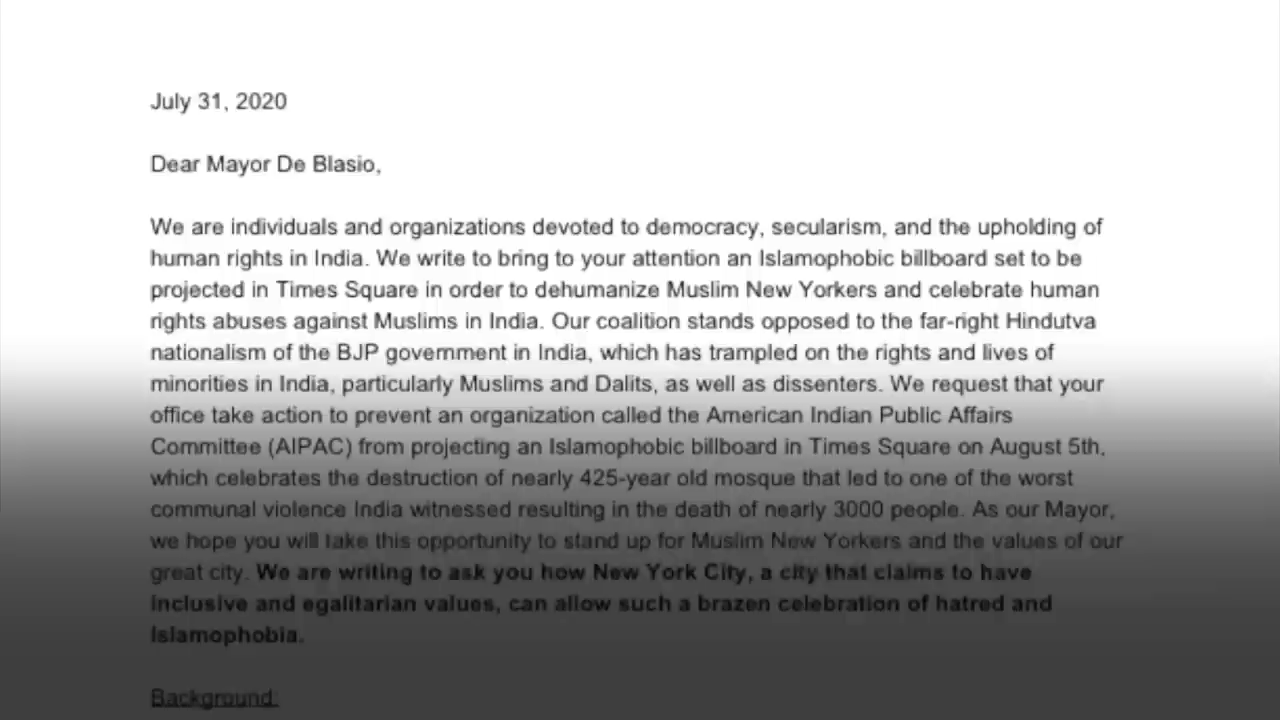 July 31, 2020
Dear Mayor De Blasio,
We are individuals and organizations devoted to democracy, secularism, and the upholding of
human rights in India. We write to bring to your attention an Islamophobic billboard set to be
projected in Times Square in order to dehumanize Muslim New Yorkers and celebrate human
rights abuses against Muslims in India. Our coalition stands opposed to the far-right Hindutva
nationalism of the BJP government in India, which has trampled on the rights and lives of
minorities in India, particularly Muslims and Dalits, as well as dissenters. We request that your
office take action to prevent an organization called the American Indian Public Affairs
Committee (AIPAC) from projecting an Islamophobic billboard in Times Square on August 5th,
which celebrates the destruction of nearly 425-year old mosque that led to one of the worst
communal violence India witnessed resulting in the death of nearly 3000 people. As our Mayor,
we hope you will take this opportunity to stand up for Muslim New Yorkers and the values of our
great city. We are writing to ask you how New York City, a city that claims to have
inclusive and egalitarian values, can allow such a brazen celebration of hatred and
Islamophobia.
Background: